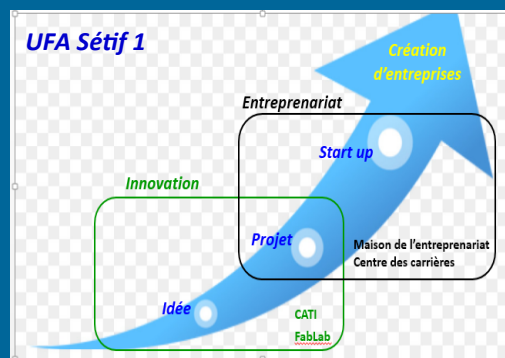 UFA Sétif 1
Création
d'entreprises
Entreprenariat
Start up
Innovation
Projet
Maison de l'entreprenariat
Centre des carrières
Idée
CATI
FabLab